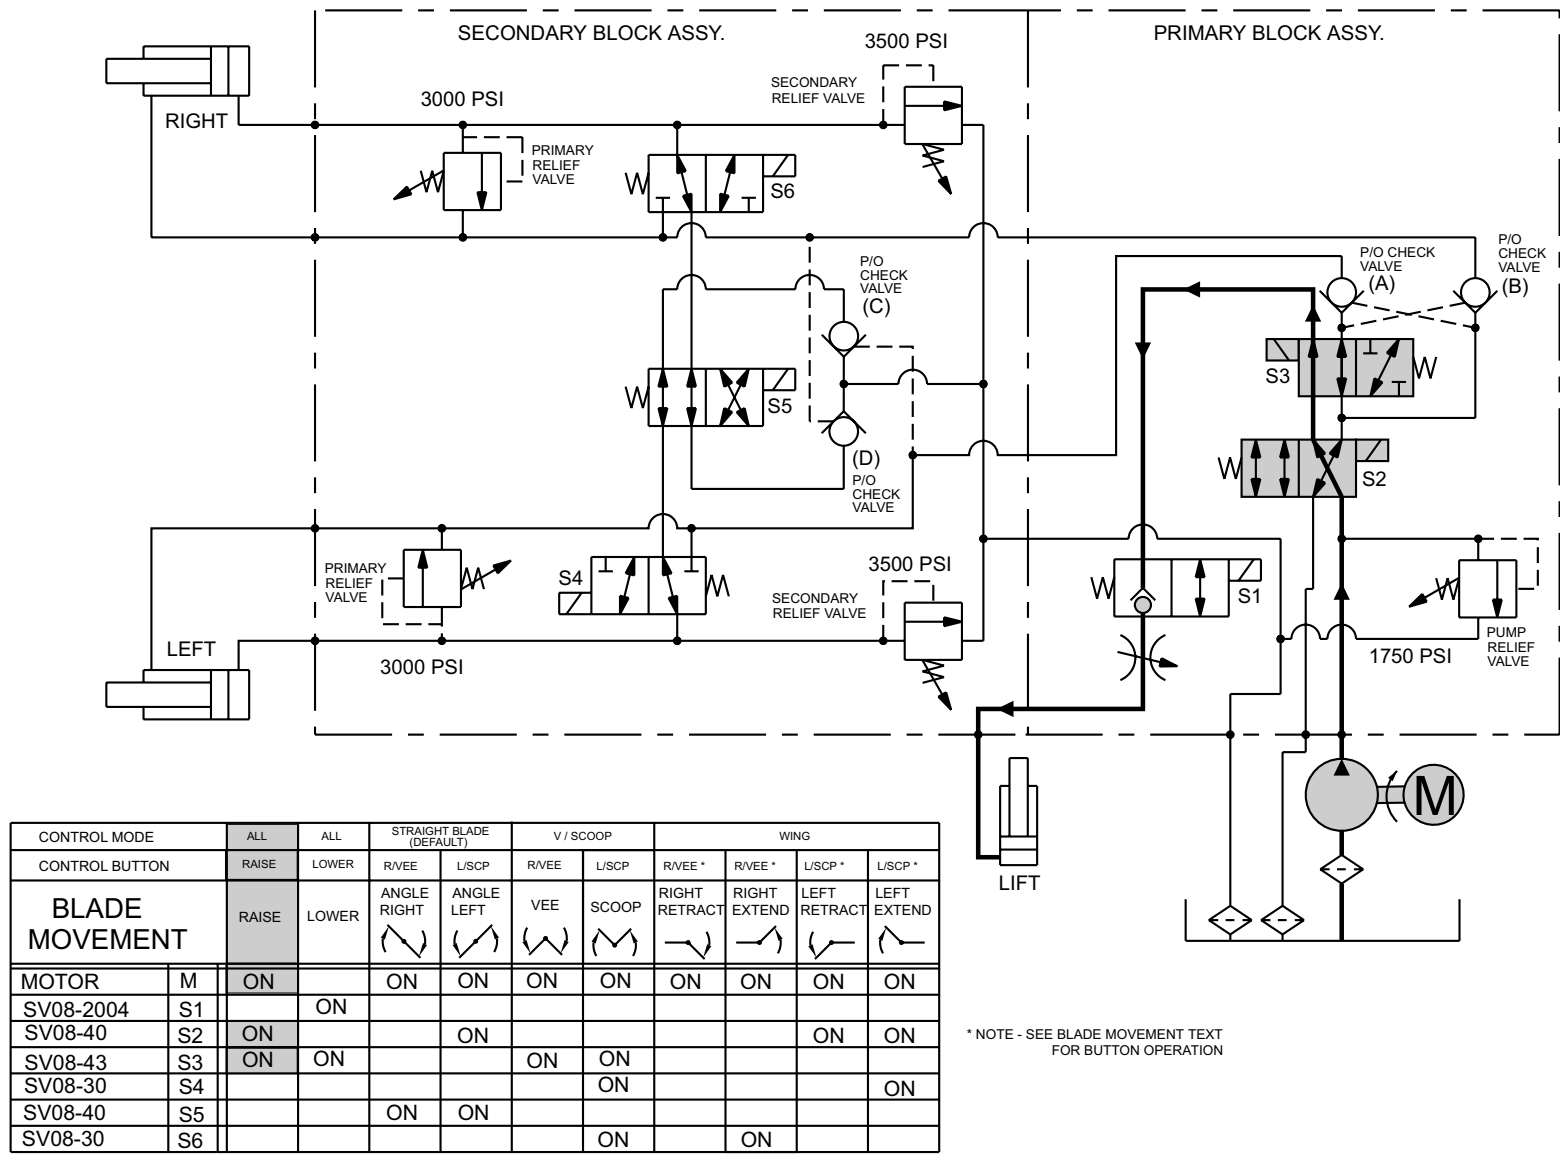 SECONDARY BLOCK ASSY.
PRIMARY BLOCK ASSY.
3500 PSI
SECONDARY
RELIEF VALVE
3000 PSI
RIGHT
PRIMARY
RELIEF
VALVE
S6
P/O
CHECK
VALVE
(C)
P/O CHECK
VALVE
(A)
P/O
CHECK
VALVE
(B)
S3
S5
(D)
P/O
CHECK
VALVE
S2
3500 PSI
PRIMARY
RELIEF
VALVE
S4
SECONDARY
RELIEF VALVE
S1
LEFT
3000 PSI
1750 PSI
PUMP
RELIEF
VALVE
M
LIFT
CONTROL MODE ALL ALL STRAIGHT BLADE V / SCOOP WING
(DEFAULT)
CONTROL BUTTON RAISE LOWER R/VEE L/SCP R/VEE L/SCP R/VEE * R/VEE * L/SCP * L/SCP *
BLADE
MOVEMENT
RAISE
LOWER
ANGLE
RIGHT
ANGLE
LEFT
VEE
SCOOP
RIGHT
RETRACT
RIGHT
EXTEND
LEFT
RETRACT
LEFT
EXTEND
MOTOR M ON ON ON ON ON ON ON ON ON
SV08-2004 S1 ON
SV08-40 S2 ON ON ON ON
SV08-43 S3 ON ON ON ON
SV08-30 S4 ON ON
SV08-40 S5 ON ON
SV08-30 S6 ON ON
* NOTE - SEE BLADE MOVEMENT TEXT
FOR BUTTON OPERATION